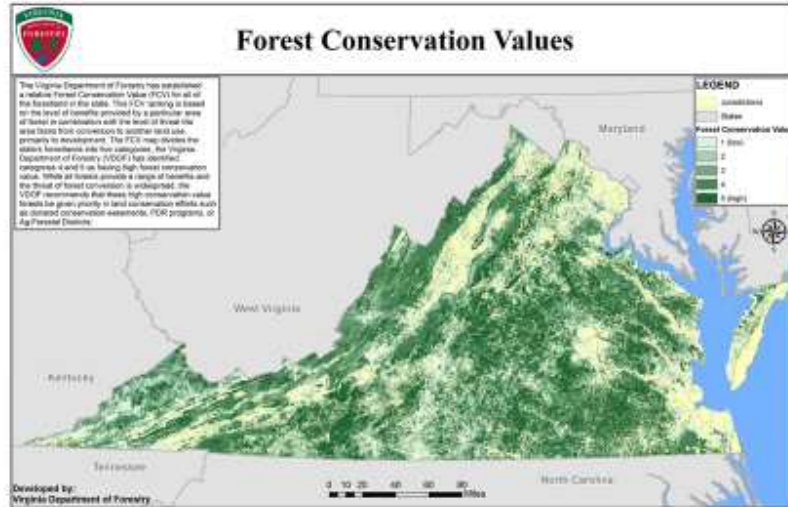 VIRGINIA
FORESTRY
Forest Conservation Values
The Virginia Department of Forestry has established
a relative Forest Conservation Value (FCV) for all of
the forestland in the state. This FCV ranking is based
on the level of benefits provided by a particular area
of forest in combination with the level of threat the
area faces from conversion to another land use,
primarily to development. The FCV map divides the
state's forestlands into five categories; the Virginia
Department of Forestry (VDOF) has identified
categories 4 and 5 as having high forest conservation
value. While all forests provide a range of benefits and
the threat of forest conversion is widespread, the
VDOF recommends that these high conservation value
forests be given priority in land conservation efforts such
as donated conservation easements, PDR programs, or
Ag/Forestal Districts.
LEGEND
Jurisdictions
States
Forest Conservation Value
1 (low)
2
3
4
5 (high)
Maryland
West Virginia
Kentucky
Tennessee
North Carolina
0 10 20 40 60 80
Miles
Developed by:
Virginia Department of Forestry